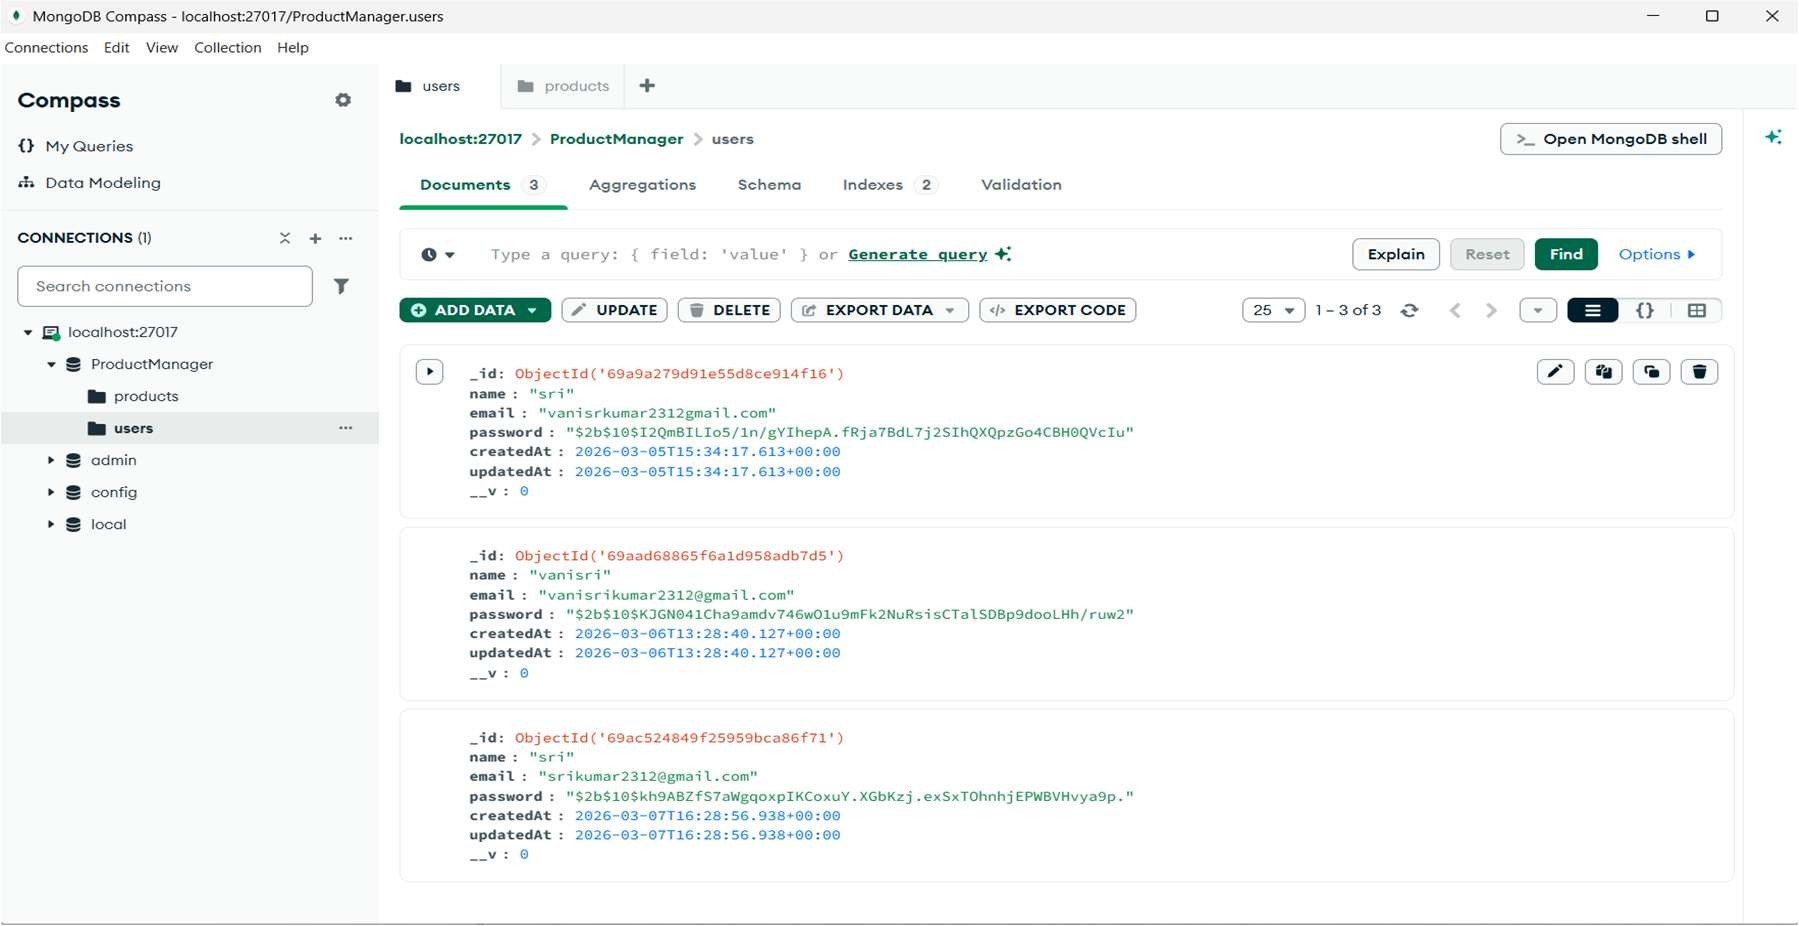 MongoDB Compass - localhost:27017/ProductManager.users
Connections Edit View Collection Help
Compass
My Queries
Data Modeling
CONNECTIONS (1)
Search connections
localhost:27017
ProductManager
products
users
admin
config
local
users products
localhost:27017 > ProductManager > users
>_ Open MongoDB shell
Documents 3 Aggregations Schema Indexes 2 Validation
Type a query: { field: 'value' } or Generate query
Explain Reset Find Options
ADD DATA UPDATE DELETE EXPORT DATA EXPORT CODE 25 1 – 3 of 3
_id: ObjectId('69a9a279d91e55d8ce914f16')
name : "sri"
email : "vanisrkumar2312gmail.com"
password : "$2b$10$I2QmBILIo5/1n/gYIhepA.fRja7BdL7j2SIhQXQpzGo4CBH0QVcIu"
createdAt : 2026-03-05T15:34:17.613+00:00
updatedAt : 2026-03-05T15:34:17.613+00:00
__v : 0
_id: ObjectId('69aad68865f6a1d958adb7d5')
name : "vanisri"
email : "vanisrikumar2312@gmail.com"
password : "$2b$10$KJGN041Cha9amdv746wO1u9mFk2NuRsisCTalSDBp9dooLHh/ruw2"
createdAt : 2026-03-06T13:28:40.127+00:00
updatedAt : 2026-03-06T13:28:40.127+00:00
__v : 0
_id: ObjectId('69ac524849f25959bca86f71')
name : "sri"
email : "srikumar2312@gmail.com"
password : "$2b$10$kh9ABZfS7aWgqoxpIKCoxuY.XGbKzj.exSxTOhnhjEPWBVHvya9p."
createdAt : 2026-03-07T16:28:56.938+00:00
updatedAt : 2026-03-07T16:28:56.938+00:00
__v : 0